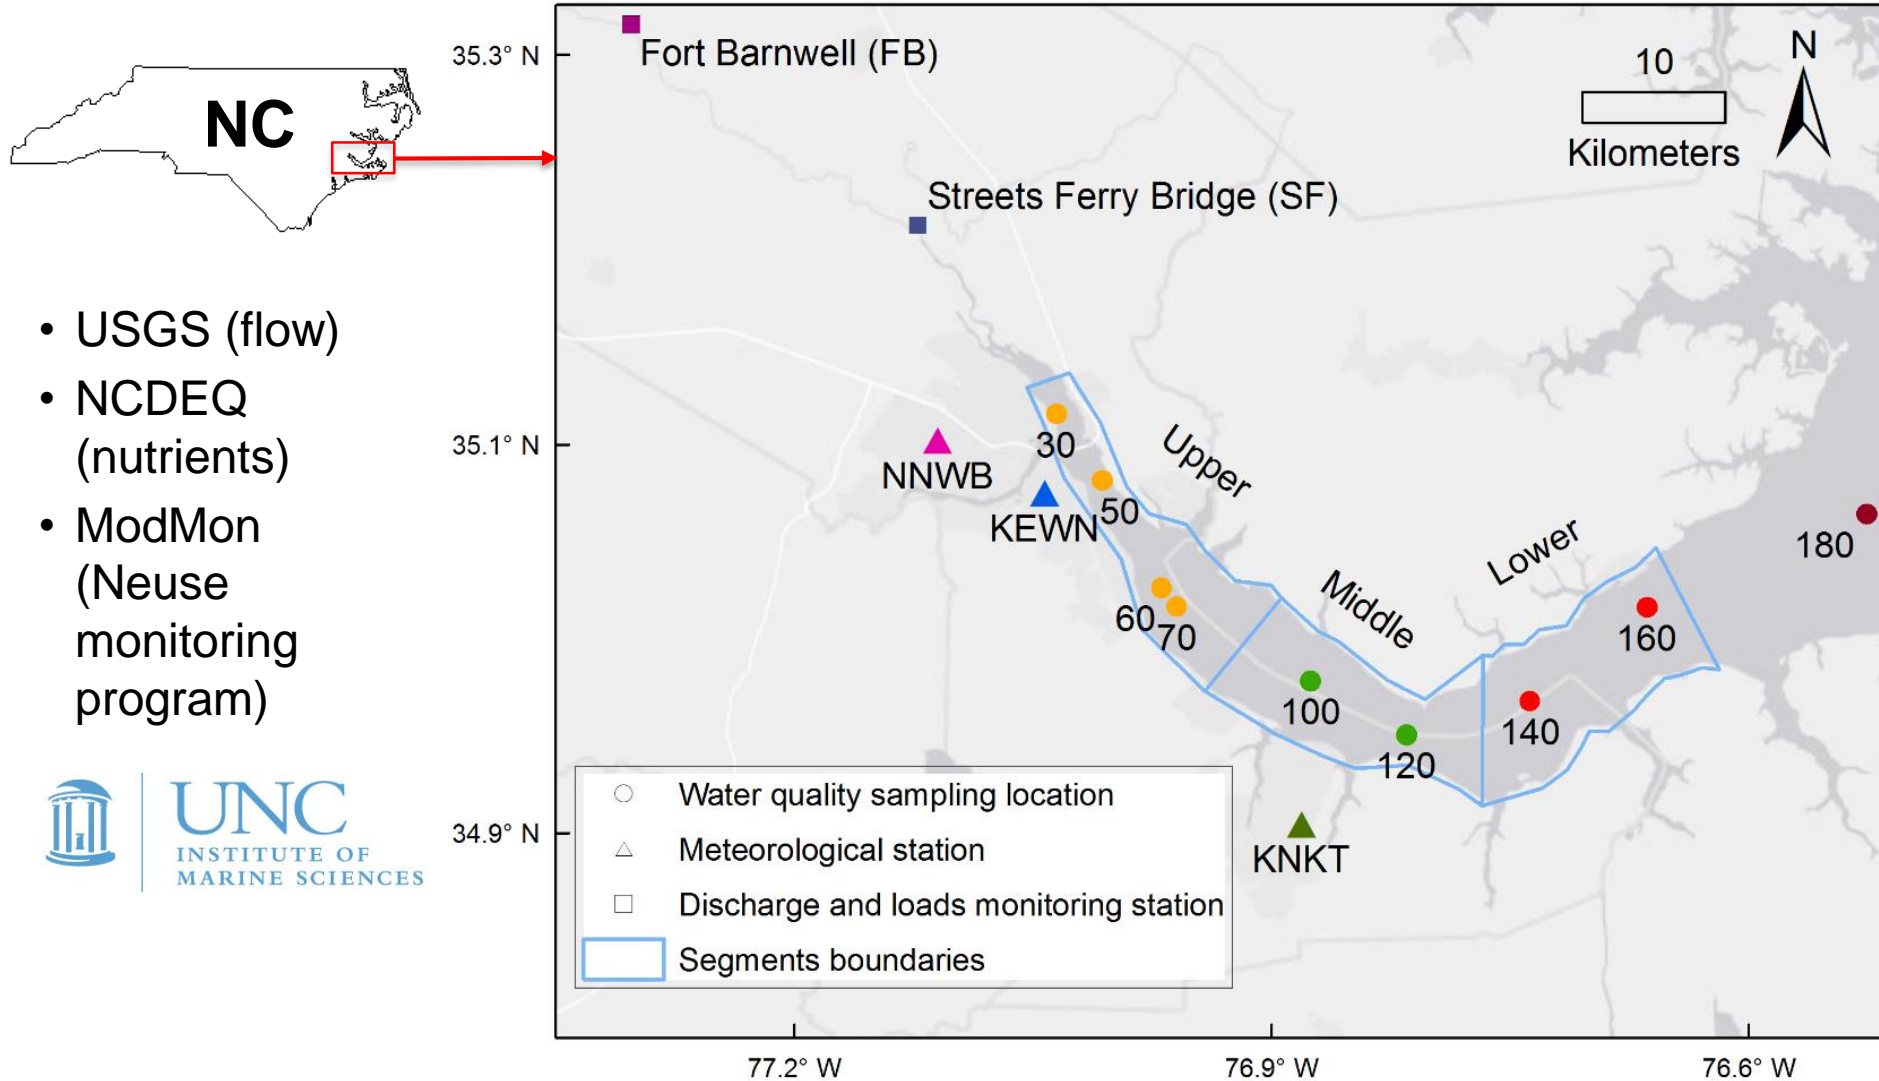 NC
• USGS (flow)
• NCDEQ
(nutrients)
• ModMon
(Neuse
monitoring
program)
UNC
INSTITUTE OF
MARINE SCIENCES
35.3° N
35.1° N
34.9° N
77.2° W
76.9° W
76.6° W
Fort Barnwell (FB)
10
Kilometers
N
Streets Ferry Bridge (SF)
30
NNWB
KEWN
50
Upper
60
70
Middle
Lower
180
160
100
140
120
KNKT
Water quality sampling location
Meteorological station
Discharge and loads monitoring station
Segments boundaries